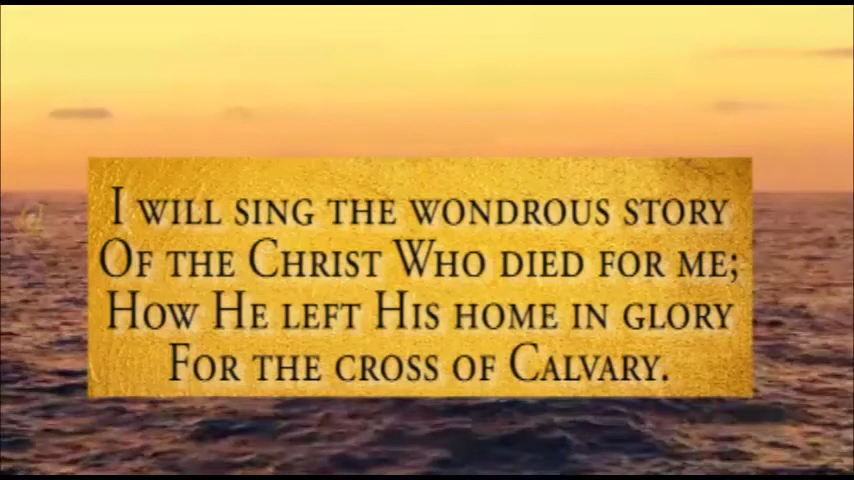 I will sing the wondrous story
Of the Christ Who died for me;
How He left His home in glory
For the cross of Calvary.